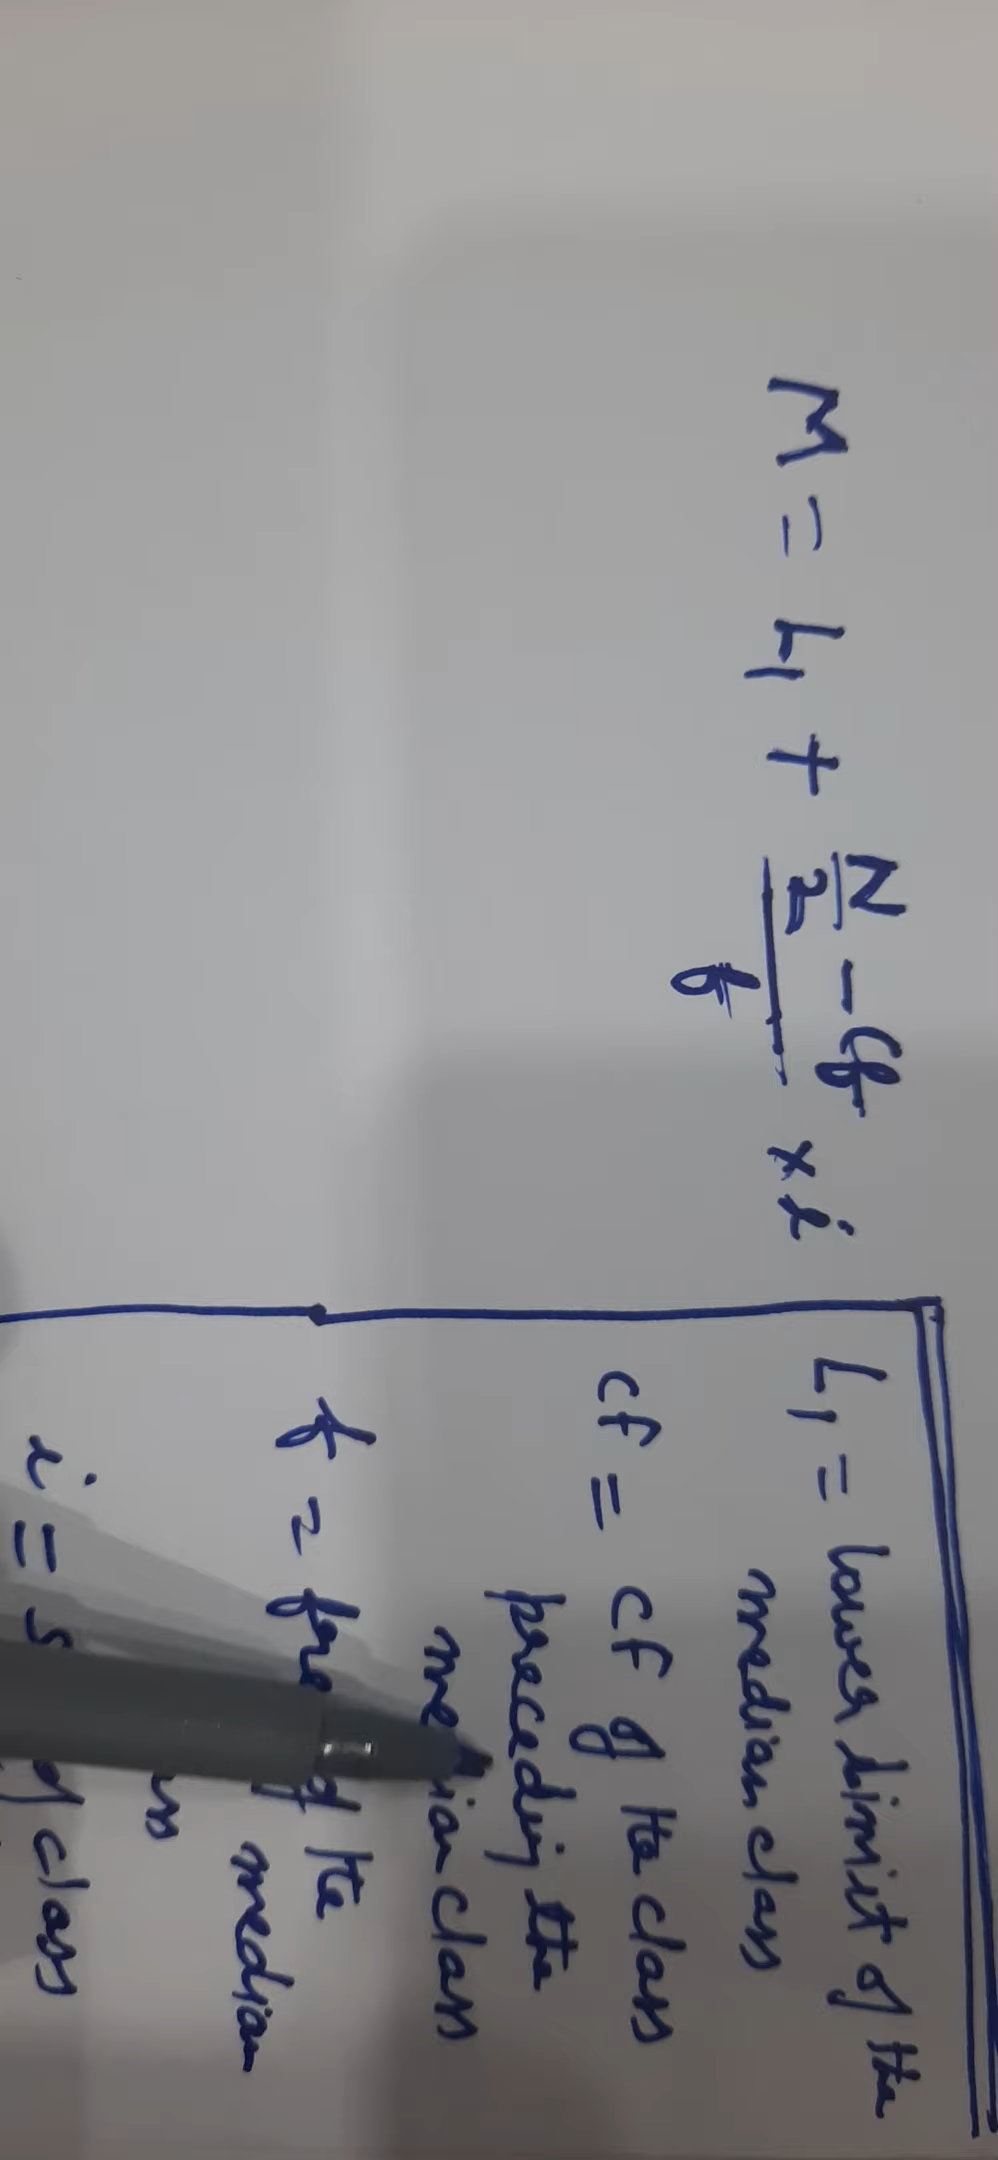 M = L₁ + (N/2 - Cf)/f × i
L₁ = Lower Limit of the
median class
cf = cf of the class
preceding the
median class
f = fre of the
median
i = of class